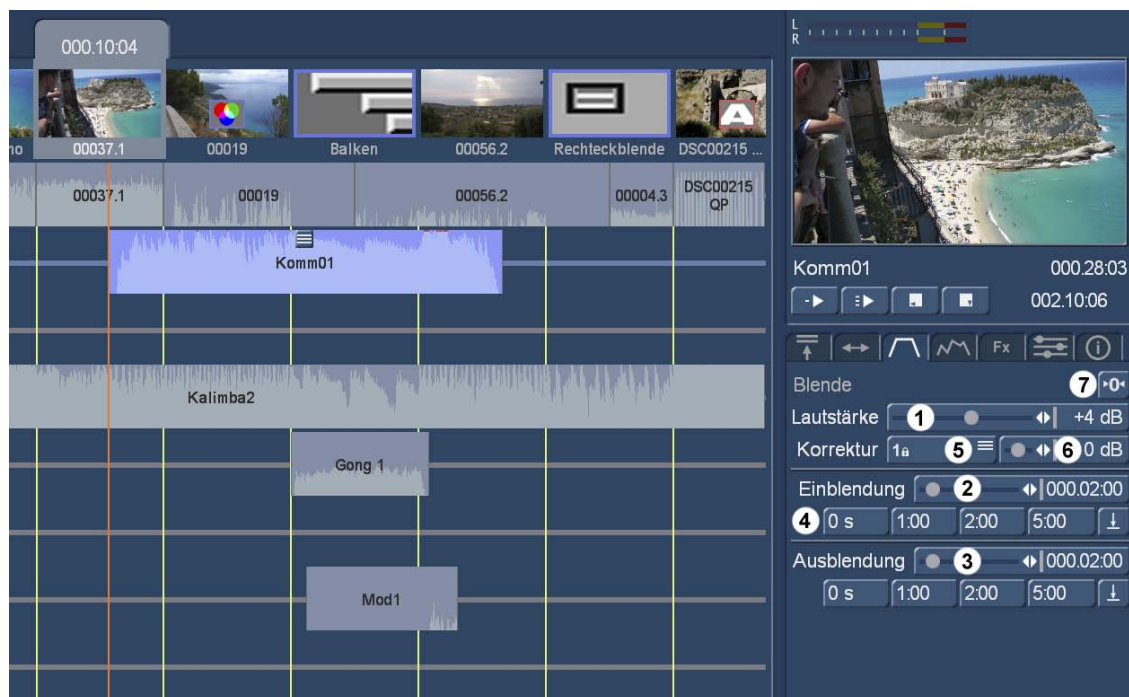 000.10:04
no 00037.1 00019 Balken 00056.2 Rechteckblende DSC00215 ...
00037.1 00019 00056.2 00004.3 DSC00215 QP
Komm01
Kalimba2
Gong 1
Mod1
L
R
A
Komm01 000.28:03
002.10:06
Fx
Blende 7 0
Lautstärke 1 +4 dB
Korrektur 1a 5 6 0 dB
Einblendung 2 000.02:00
4 0 s 1:00 2:00 5:00
Ausblendung 3 000.02:00
0 s 1:00 2:00 5:00